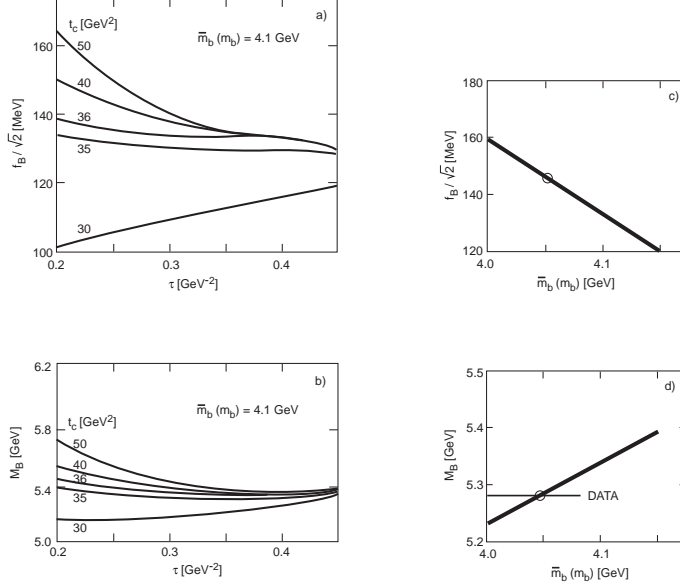 a)
t_c [GeV²]
m̅_b (m_b) = 4.1 GeV
160
140
120
100
50
40
36
35
30
f_B / √2 [MeV]
0.2
0.3
0.4
τ [GeV⁻²]
c)
180
160
140
120
f_B / √2 [MeV]
4.0
4.1
m̅_b (m_b) [GeV]
b)
6.2
5.8
5.4
5.0
M_B [GeV]
m̅_b (m_b) = 4.1 GeV
t_c [GeV²]
50
40
36
35
30
0.2
0.3
0.4
τ [GeV⁻²]
d)
5.5
5.4
5.3
5.2
M_B [GeV]
DATA
4.0
4.1
m̅_b (m_b) [GeV]